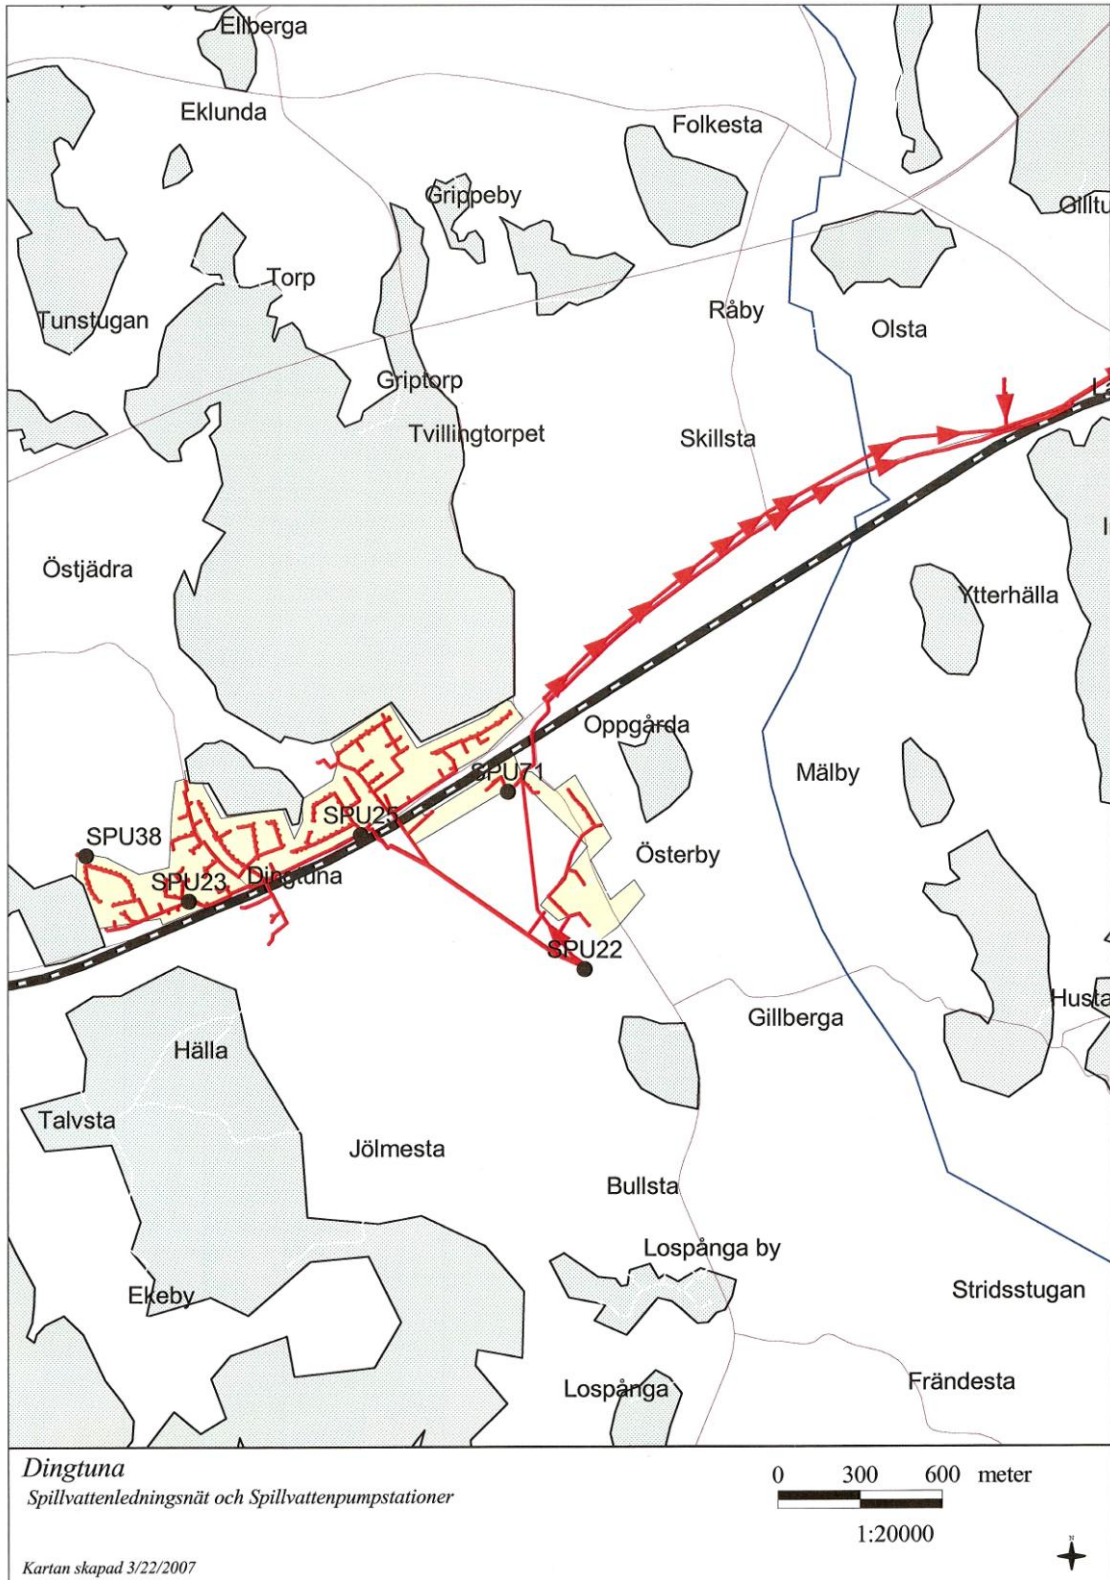 Ellberga
Eklunda
Folkesta
Grippeby
Torp
Tunstugan
Råby
Olsta
Griptorp
Tvillingtorpet
Skillsta
Östjädra
Ytterhälla
Oppgårda
SPU71
Mälby
SPU25
SPU38
Österby
Dingtuna
SPU23
SPU22
Gillberga
Hälla
Talvsta
Jölmesta
Bullsta
Lospånga by
Stridsstugan
Ekeby
Lospånga
Frändesta
Dingtuna
Spillvattenledningsnät och Spillvattenpumpstationer
0 300 600 meter
1:20000
N
Kartan skapad 3/22/2007